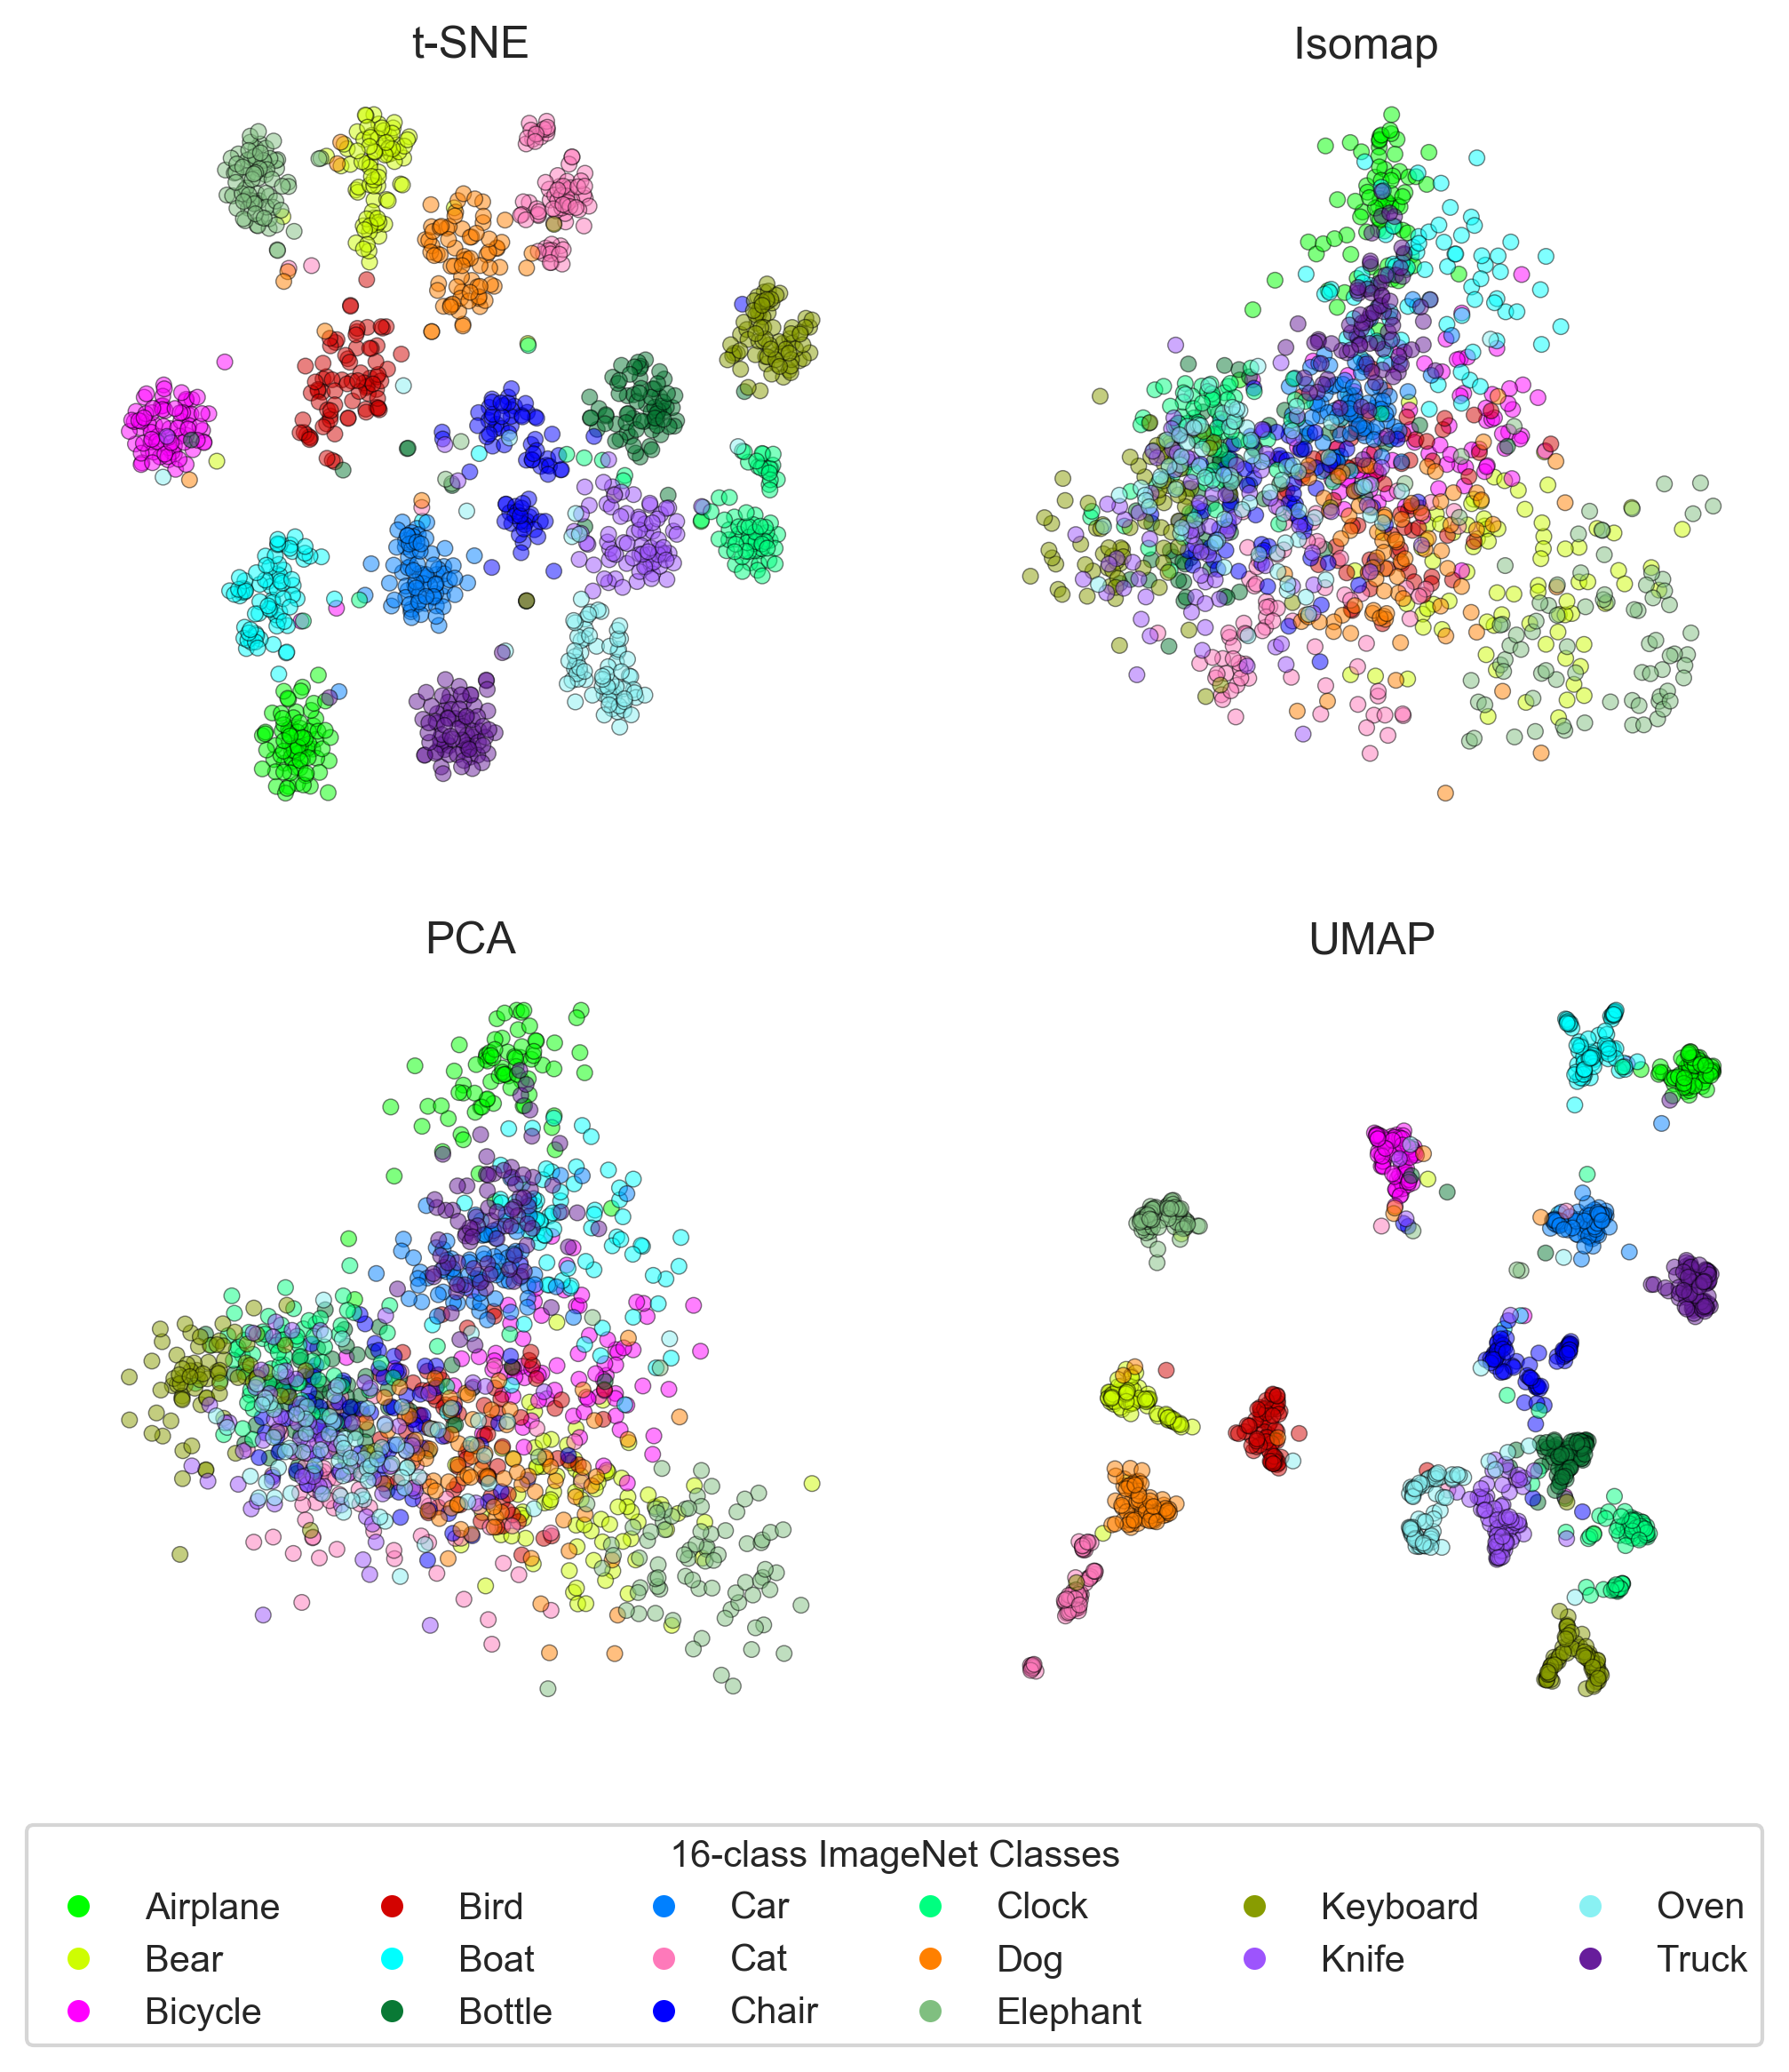 t-SNE
Isomap
PCA
UMAP
16-class ImageNet Classes
Airplane Bird Car Clock Keyboard Oven
Bear Boat Cat Dog Knife Truck
Bicycle Bottle Chair Elephant